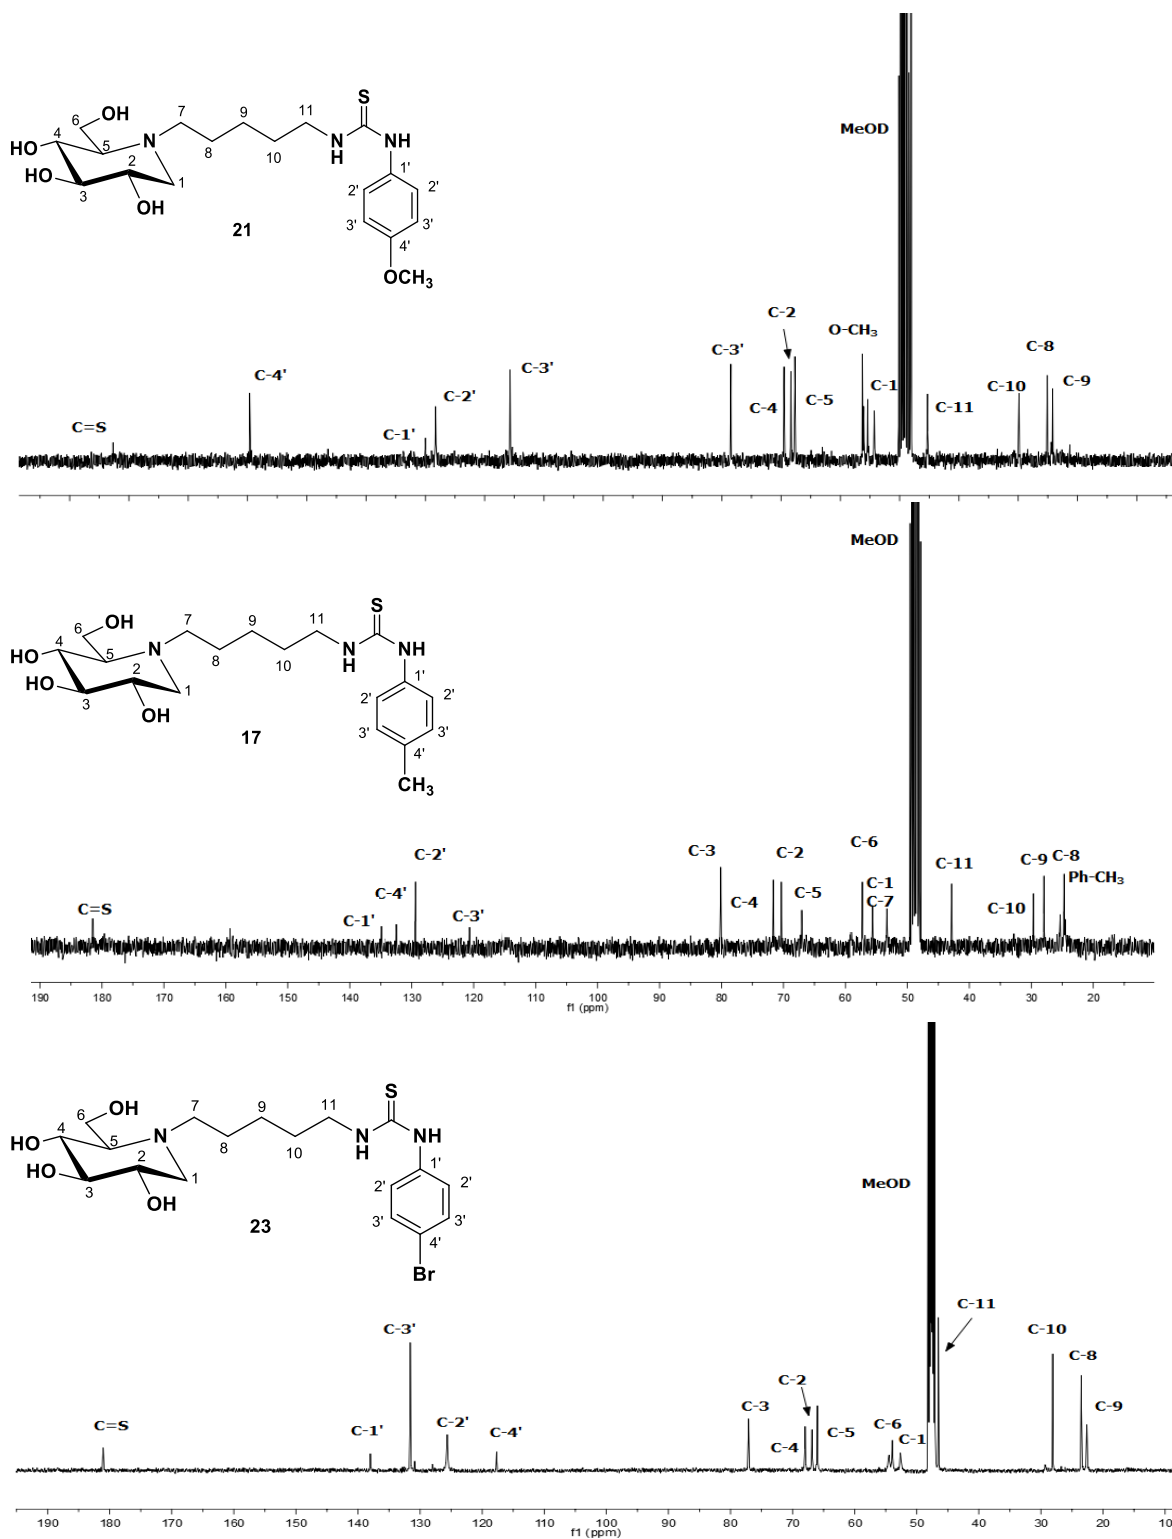 S
6 OH
7
9
11
4
HO
5
N
N
H
NH
8
10
2
1'
HO
1
2'
2'
3
OH
3'
3'
21
4'
OCH₃
MeOD
C=S
C-4'
C-1'
C-2'
C-3'
C-3'
C-4
C-2
C-5
O-CH₃
C-1
C-11
C-10
C-8
C-9
S
6 OH
7
9
11
4
HO
5
N
N
H
NH
8
10
2
1'
HO
1
2'
2'
3
OH
3'
3'
17
4'
CH₃
MeOD
C=S
C-1'
C-4'
C-2'
C-3'
C-3
C-4
C-2
C-5
C-6
C-1
C-7
C-11
C-10
C-9
C-8
Ph-CH₃
190 180 170 160 150 140 130 120 110 100 90 80 70 60 50 40 30 20
f1 (ppm)
S
6 OH
7
9
11
4
HO
5
N
N
H
NH
8
10
2
1'
HO
1
2'
2'
3
OH
3'
3'
23
4'
Br
MeOD
C=S
C-1'
C-3'
C-2'
C-4'
C-3
C-4
C-2
C-5
C-6
C-1
C-11
C-10
C-8
C-9
190 180 170 160 150 140 130 120 110 100 90 80 70 60 50 40 30 20 10
f1 (ppm)